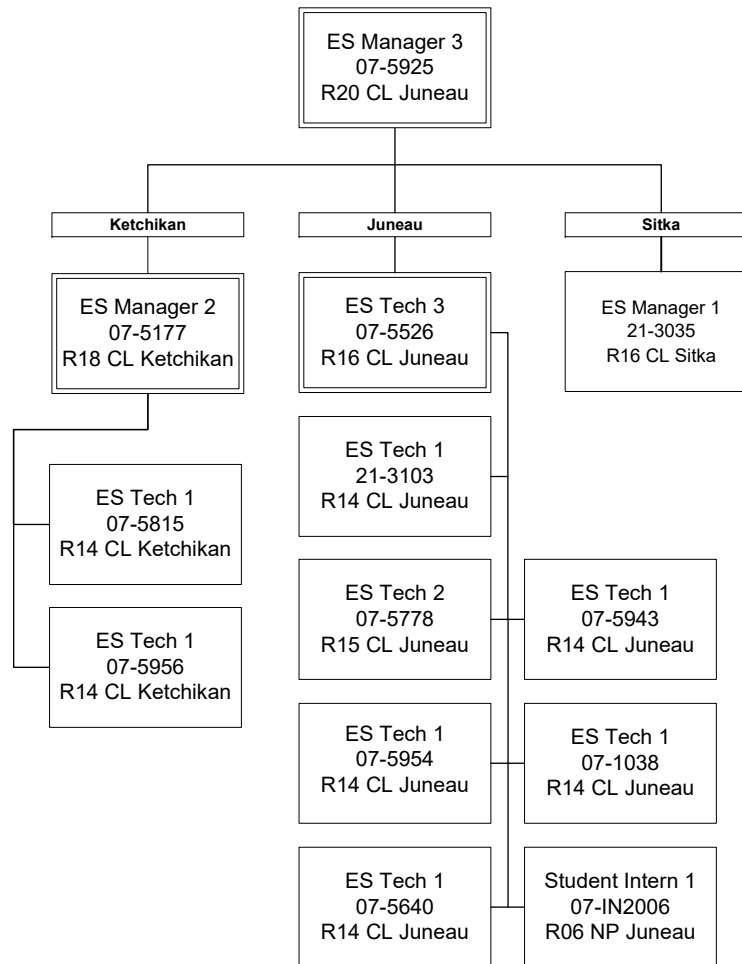 ES Manager 3
07-5925
R20 CL Juneau
Ketchikan
Juneau
Sitka
ES Manager 2
07-5177
R18 CL Ketchikan
ES Tech 3
07-5526
R16 CL Juneau
ES Manager 1
21-3035
R16 CL Sitka
ES Tech 1
21-3103
R14 CL Juneau
ES Tech 1
07-5815
R14 CL Ketchikan
ES Tech 2
07-5778
R15 CL Juneau
ES Tech 1
07-5943
R14 CL Juneau
ES Tech 1
07-5956
R14 CL Ketchikan
ES Tech 1
07-5954
R14 CL Juneau
ES Tech 1
07-1038
R14 CL Juneau
ES Tech 1
07-5640
R14 CL Juneau
Student Intern 1
07-IN2006
R06 NP Juneau